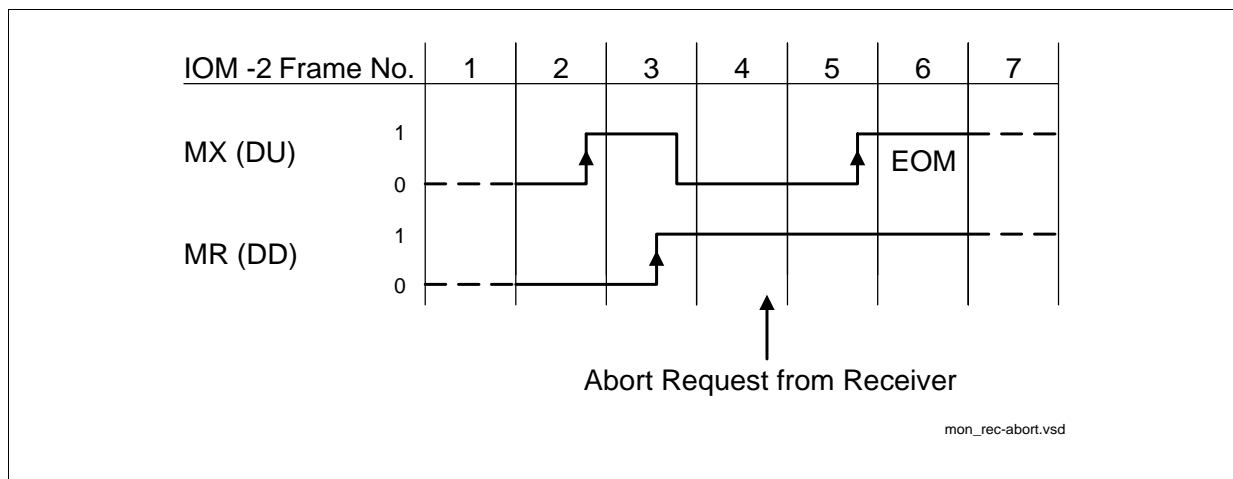 IOM -2 Frame No. 1 2 3 4 5 6 7
1
MX (DU)
EOM
0
1
MR (DD)
0
Abort Request from Receiver
mon_rec-abort.vsd